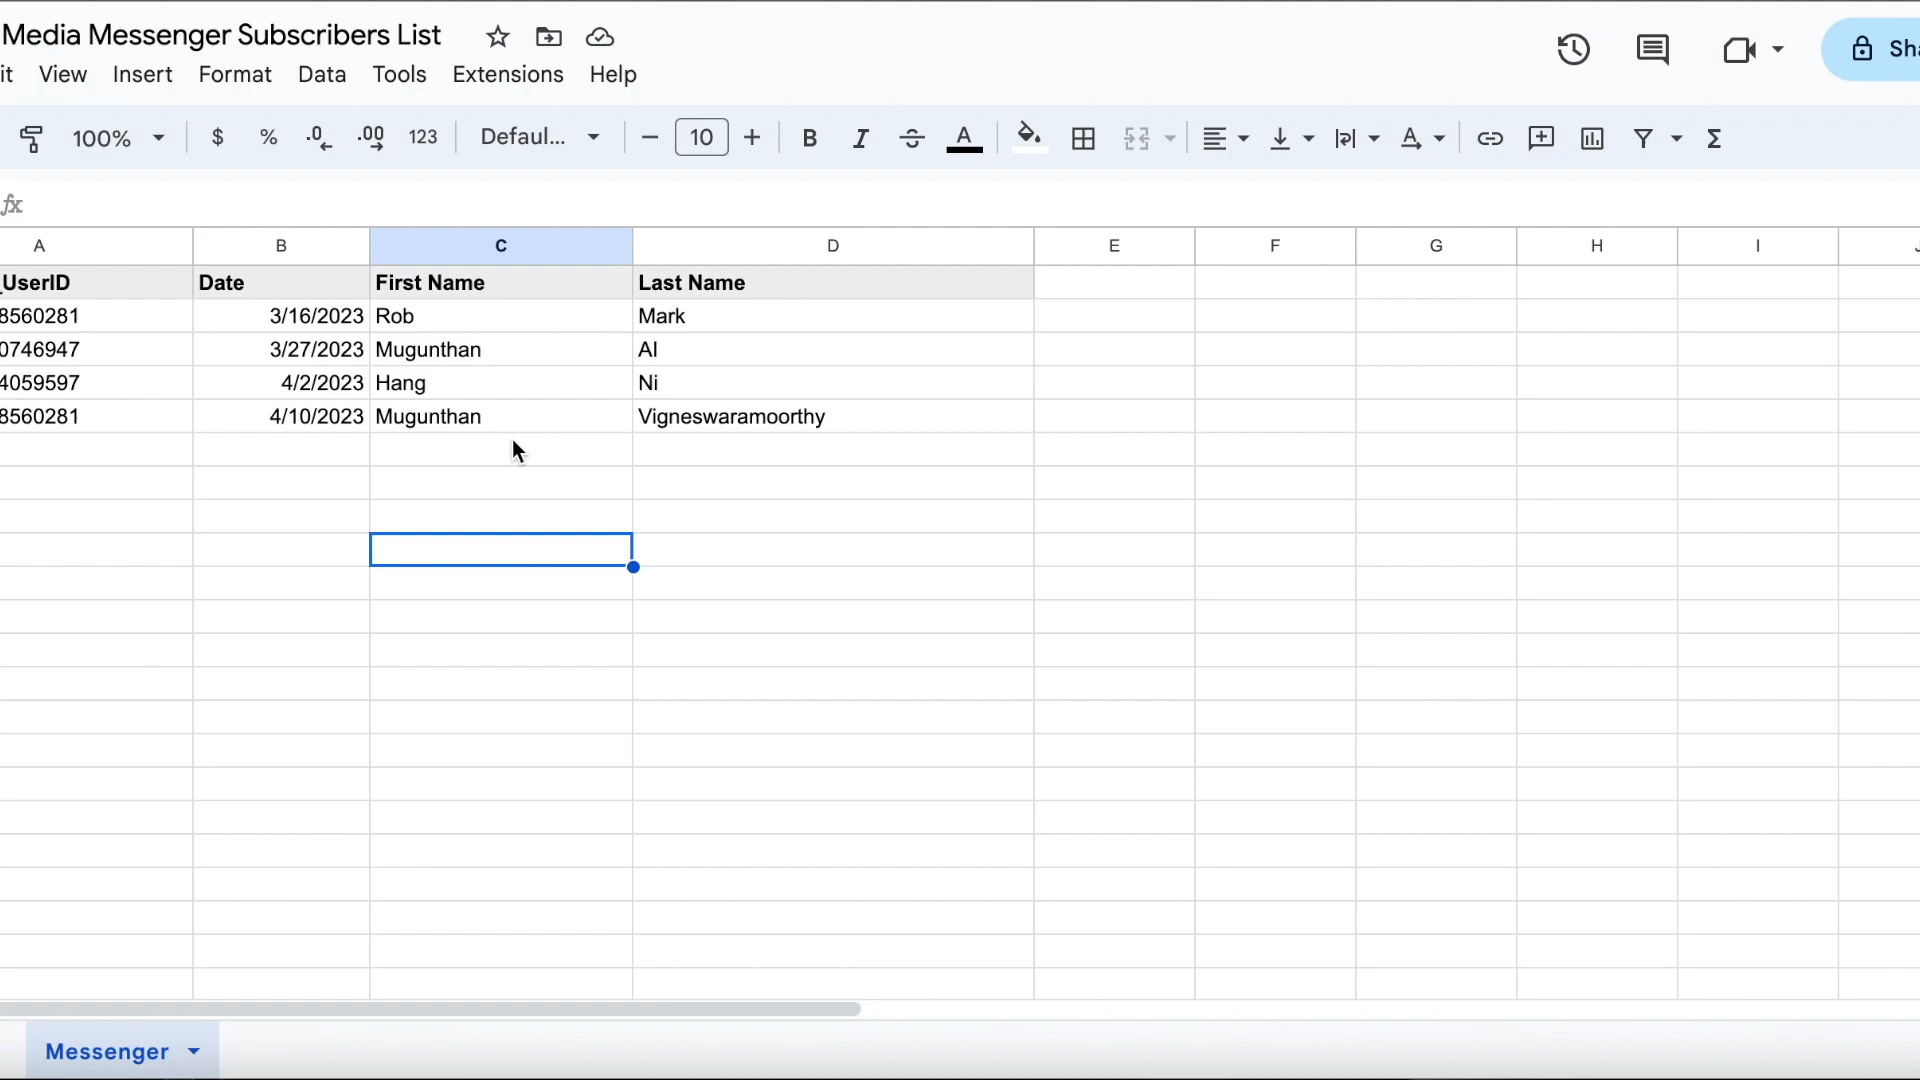 Media Messenger Subscribers List
it View Insert Format Data Tools Extensions Help
Sha
100% $ % .0 .00 123 Defaul... − 10 + B I S A Σ
fx
A B C D E F G H I J
_UserID Date First Name Last Name
8560281 3/16/2023 Rob Mark
0746947 3/27/2023 Mugunthan
4059597 4/2/2023 Hang Ni
8560281 4/10/2023 Mugunthan Vigneswaramoorthy
Messenger